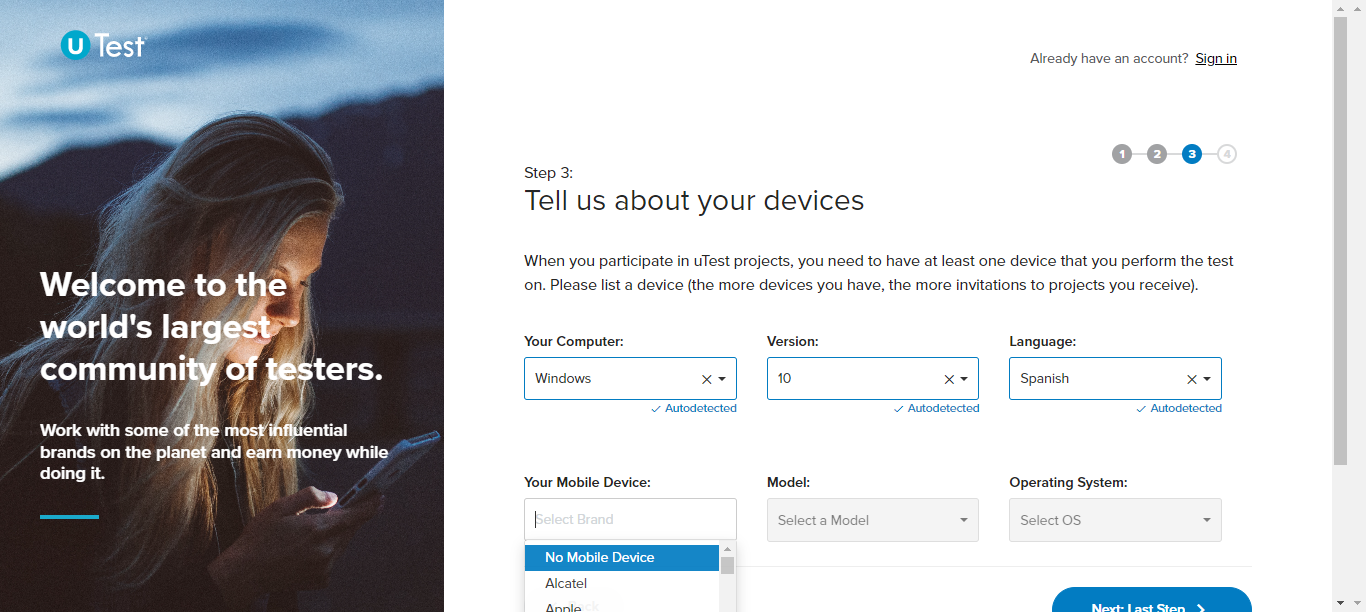 uTest
Already have an account? Sign in
1 2 3 4
Step 3:
Tell us about your devices
When you participate in uTest projects, you need to have at least one device that you perform the test
on. Please list a device (the more devices you have, the more invitations to projects you receive).
Welcome to the
world's largest
community of testers.
Work with some of the most influential
brands on the planet and earn money while
doing it.
Your Computer: Version: Language:
Windows 10 Spanish
Autodetected Autodetected Autodetected
Your Mobile Device: Model: Operating System:
Select Brand Select a Model Select OS
No Mobile Device
Alcatel
Apple
Next: Last Step